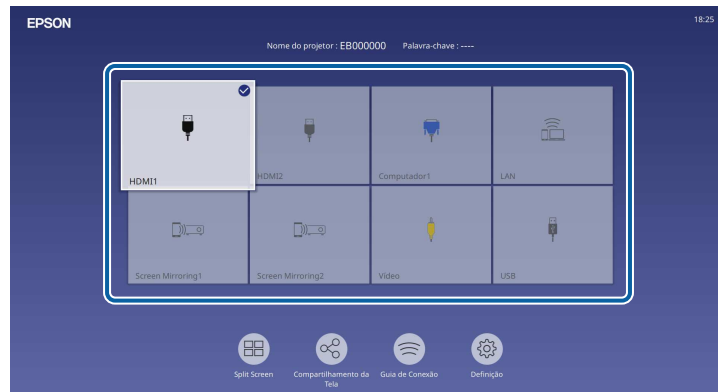 EPSON
18:25
Nome do projetor : EB000000 Palavra-chave : ----
HDMI1
HDMI2
Computador1
LAN
Screen Mirroring1
Screen Mirroring2
Vídeo
USB
Split Screen
Compartilhamento da
Tela
Guia de Conexão
Definição